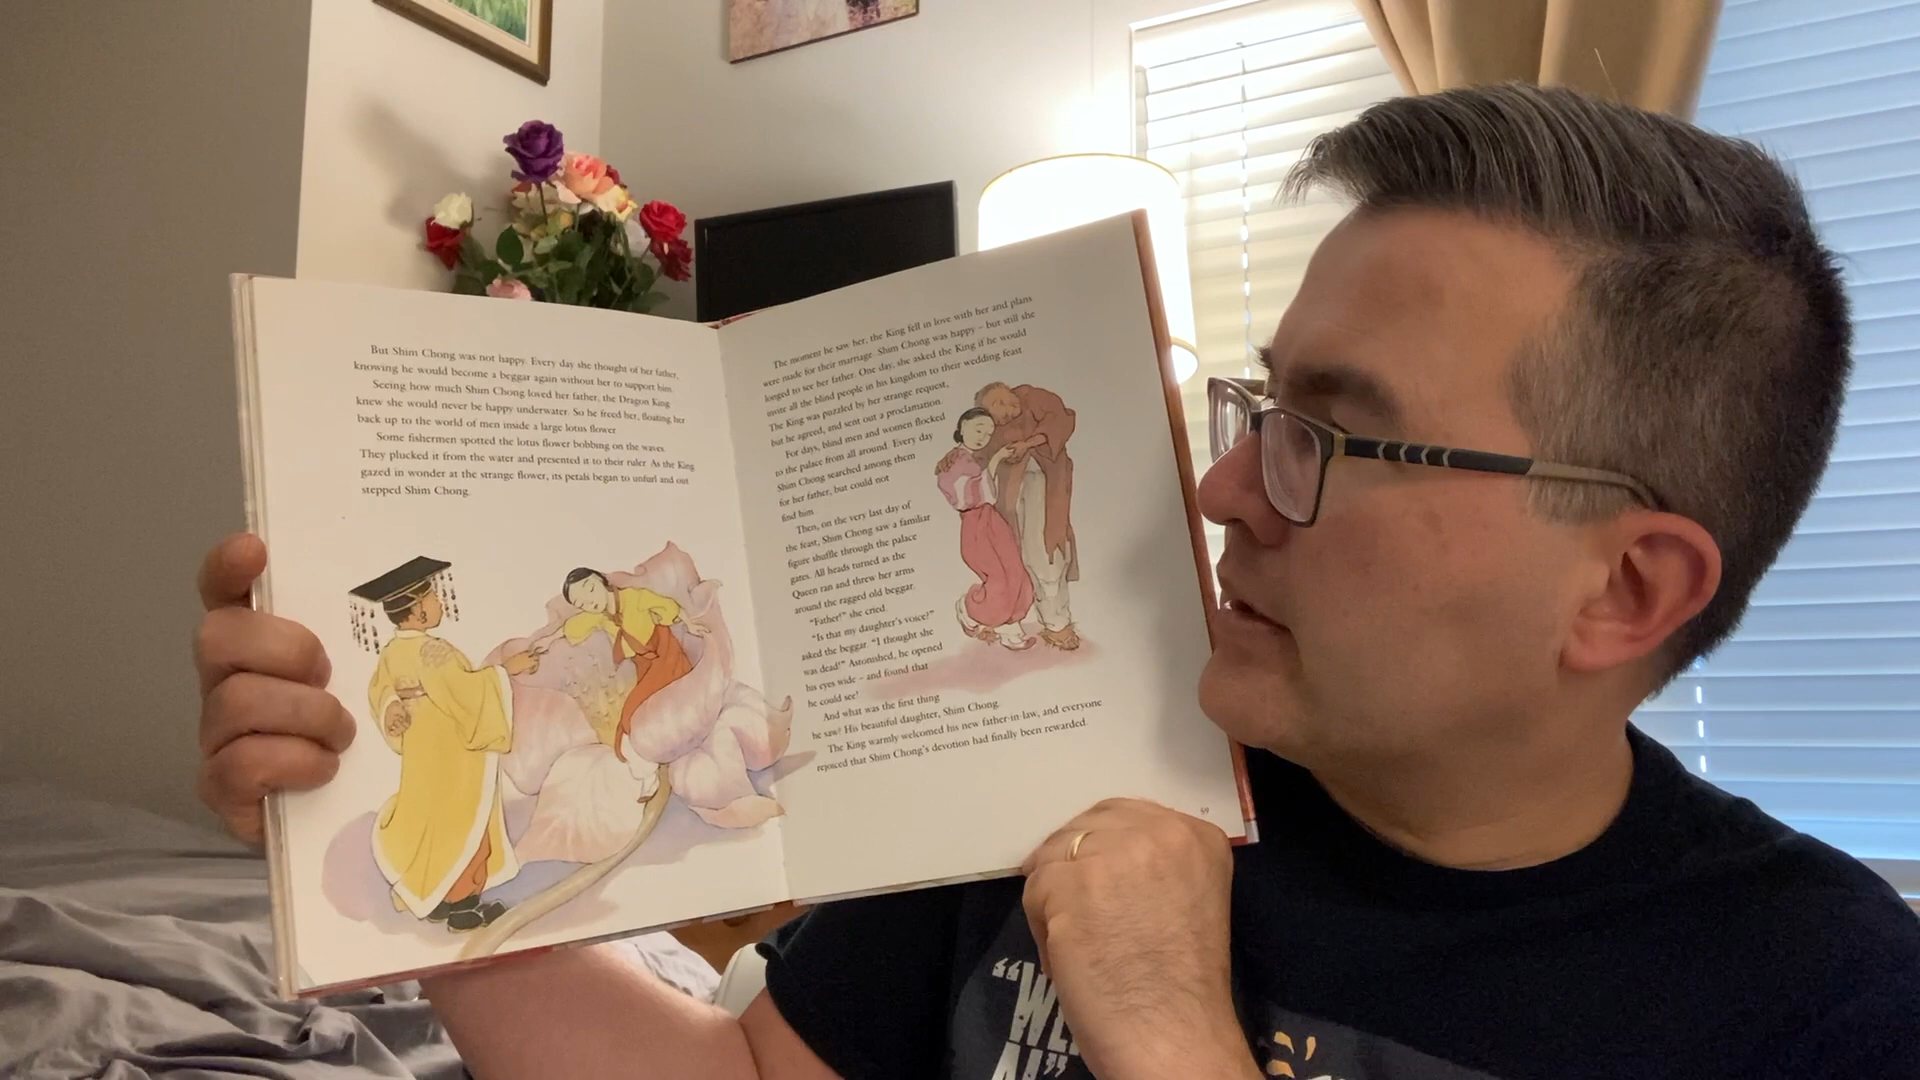 But Shim Chong was not happy. Every day she thought of her father,
knowing he would become a beggar again without her to support him.
Seeing how much Shim Chong loved her father, the Dragon King
knew she would never be happy underwater. So he freed her, floating her
back up to the world of men inside a large lotus flower
Some fishermen spotted the lotus flower bobbing on the waves.
They plucked it from the water and presented it to their ruler. As the King
gazed in wonder at the strange flower, its petals began to unfurl and out
stepped Shim Chong.
The moment he saw her, the King fell in love with her and plans
were made for their marriage. Shim Chong was happy – but still she
longed to see her father. One day, she asked the King if he would
invite all the blind people in his kingdom to their wedding feast
The King was puzzled by her strange request,
but he agreed, and sent out a proclamation.
For days, blind men and women flocked
to the palace from all around. Every day
Shim Chong searched among them
for her father, but could not
find him
Then, on the very last day of
the feast, Shim Chong saw a familiar
figure shuffle through the palace
gates. All heads turned as the
Queen ran and threw her arms
around the ragged old beggar.
"Father!" she cried.
"Is that my daughter's voice?"
asked the beggar. "I thought she
was dead!" Astonished, he opened
his eyes wide – and found that
he could see!
And what was the first thing
he saw? His beautiful daughter, Shim Chong.
The King warmly welcomed his new father-in-law, and everyone
rejoiced that Shim Chong's devotion had finally been rewarded.
59